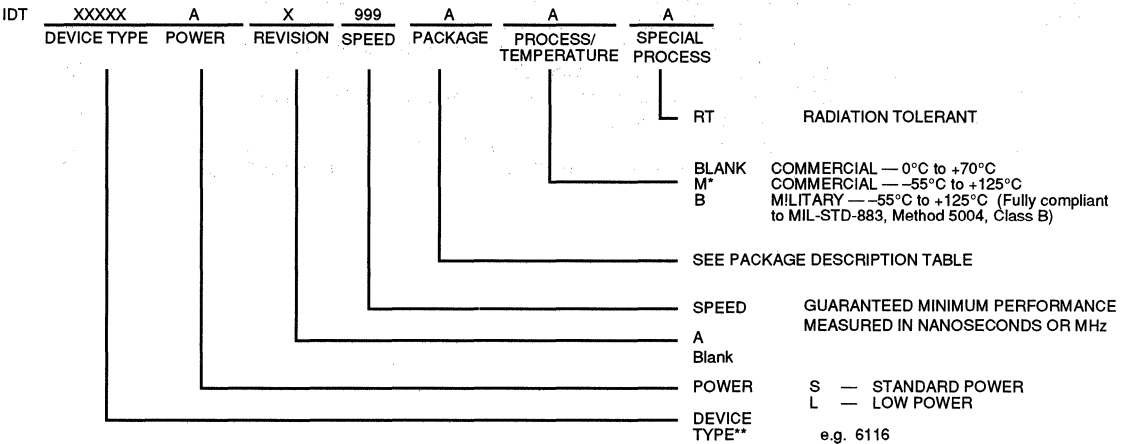 IDT XXXXX A X 999 A A A
DEVICE TYPE POWER REVISION SPEED PACKAGE PROCESS/ TEMPERATURE SPECIAL PROCESS
RT RADIATION TOLERANT
BLANK COMMERCIAL — 0°C to +70°C
M* COMMERCIAL — –55°C to +125°C
B MILITARY — –55°C to +125°C (Fully compliant
to MIL-STD-883, Method 5004, Class B)
SEE PACKAGE DESCRIPTION TABLE
SPEED GUARANTEED MINIMUM PERFORMANCE
MEASURED IN NANOSECONDS OR MHz
A
Blank
POWER S — STANDARD POWER
L — LOW POWER
DEVICE
TYPE** e.g. 6116